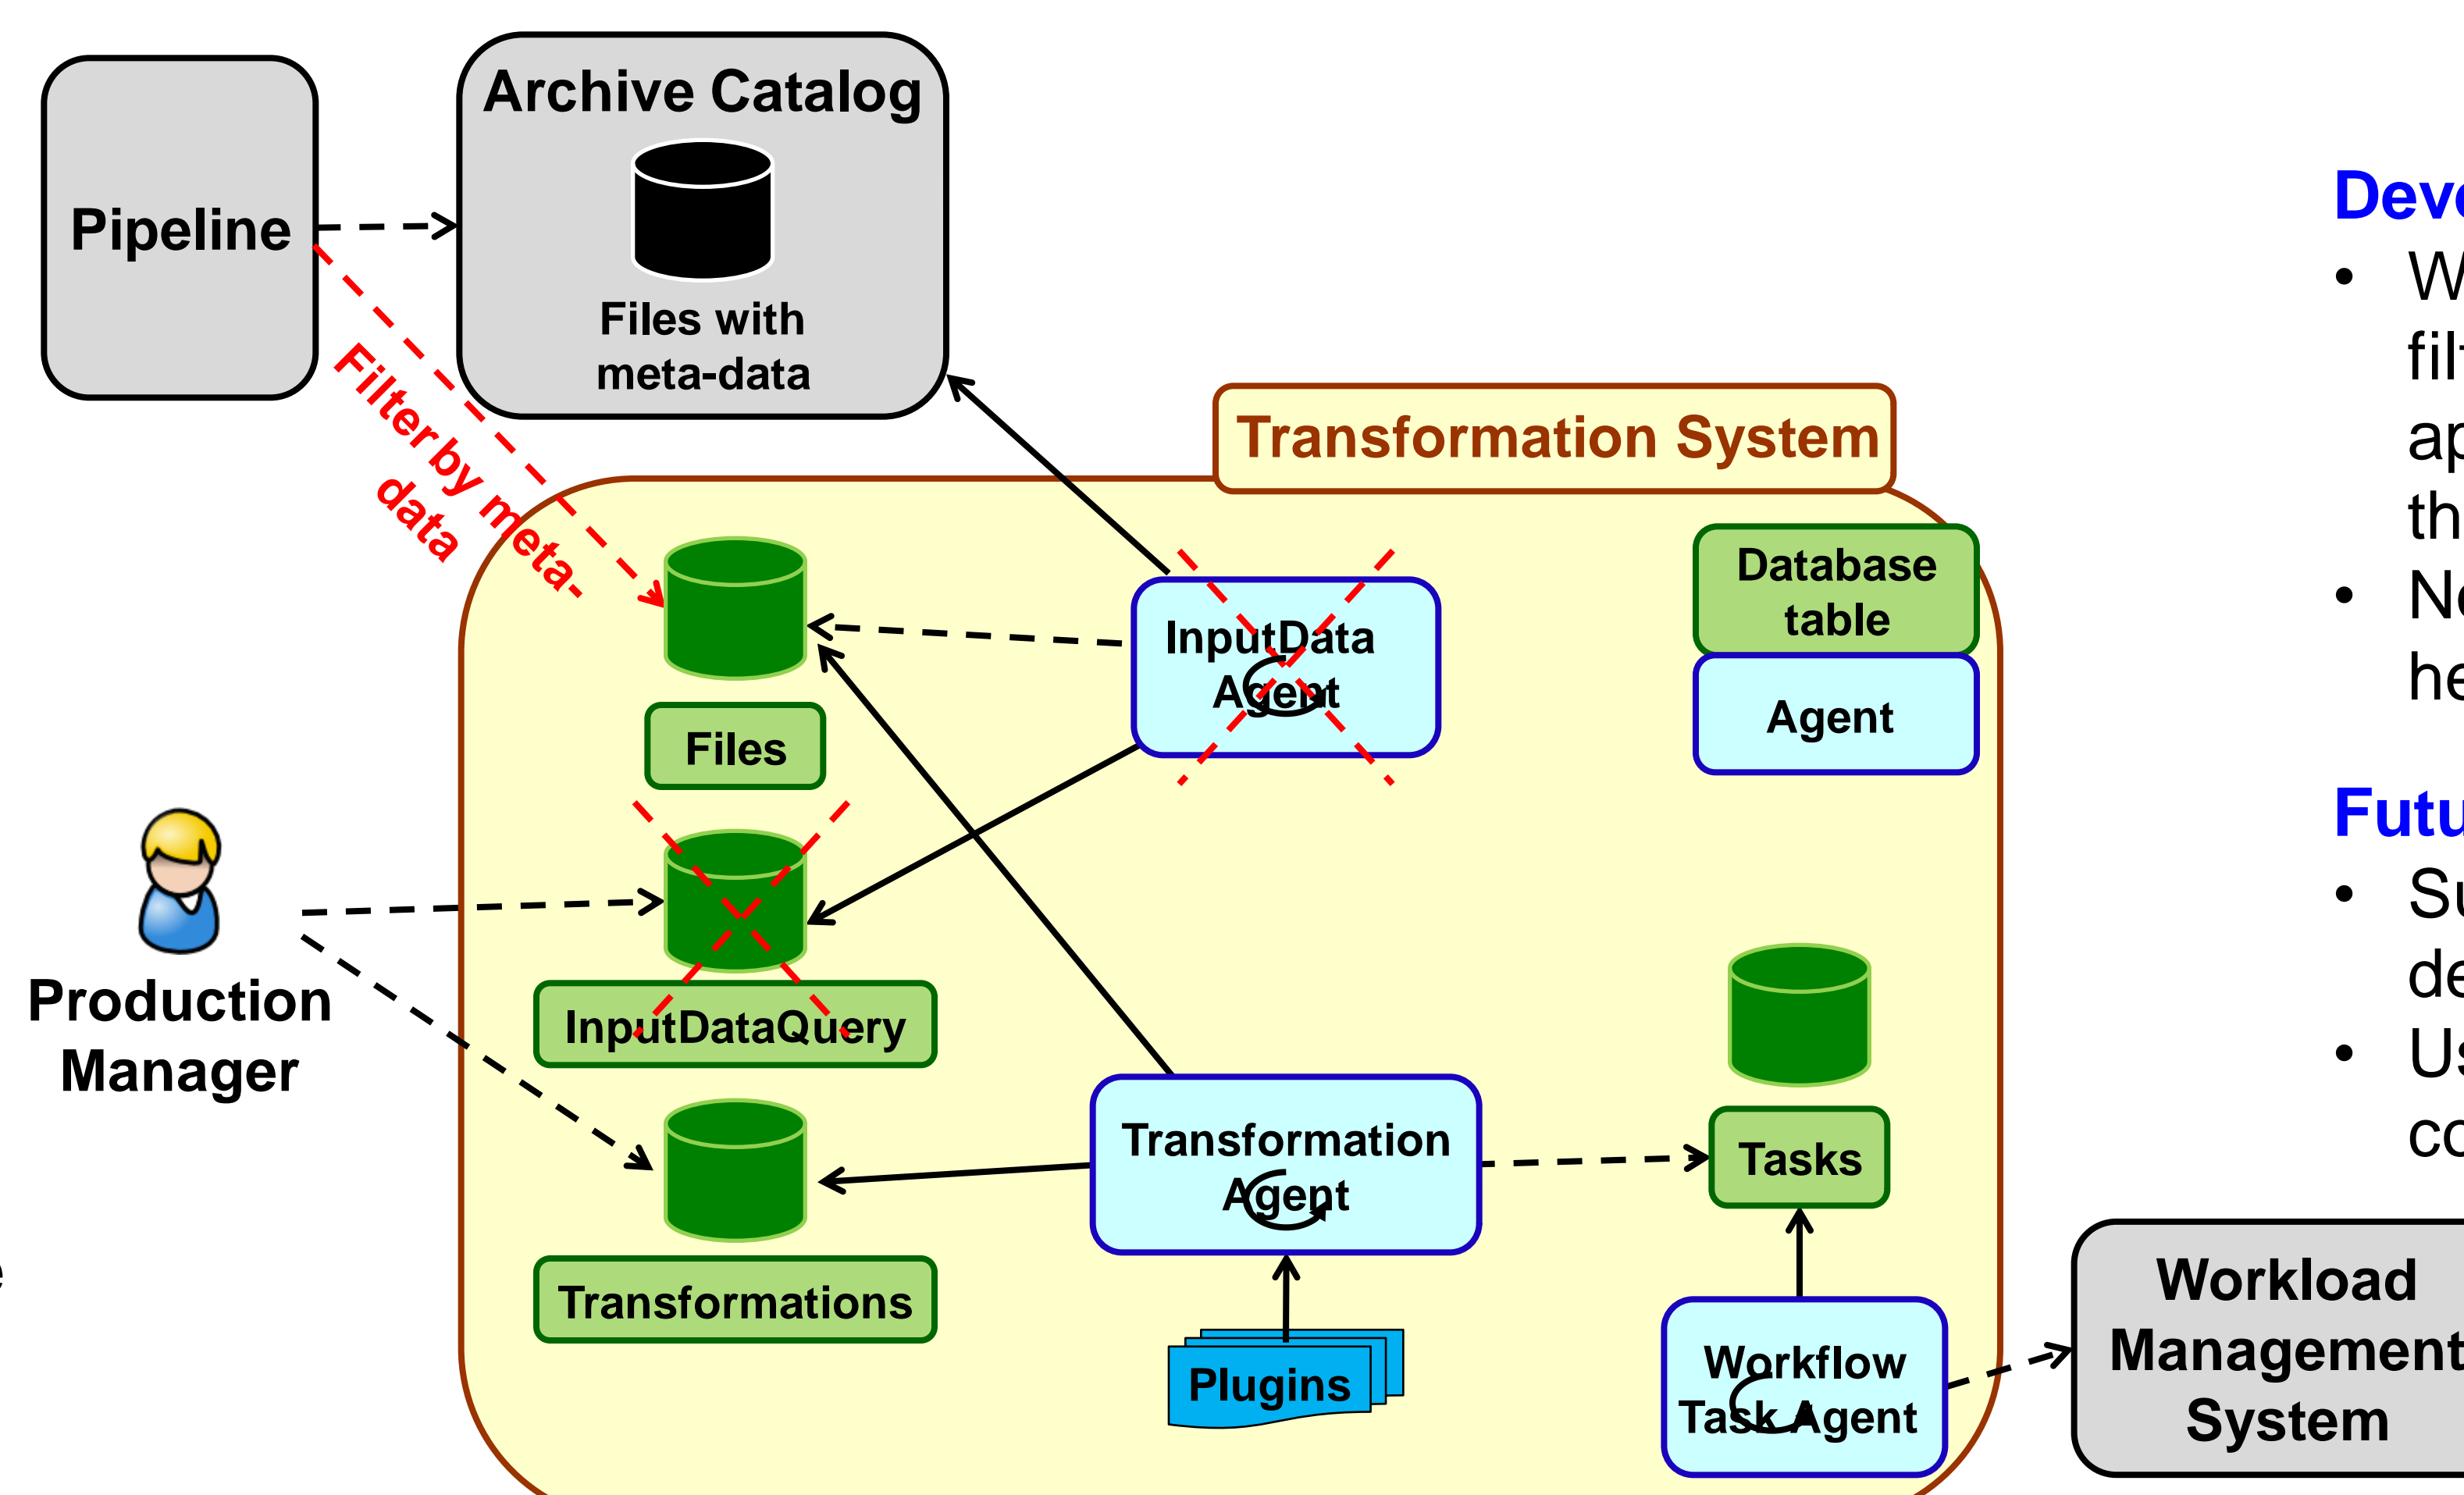 Archive Catalog
Pipeline
Files with
meta-data
Filter by meta-
data
Transformation System
Database
table
Agent
InputData
Agent
Files
Production
Manager
InputDataQuery
Transformation
Agent
Tasks
Transformations
Plugins
Workflow
Task Agent
Workload
Management
System